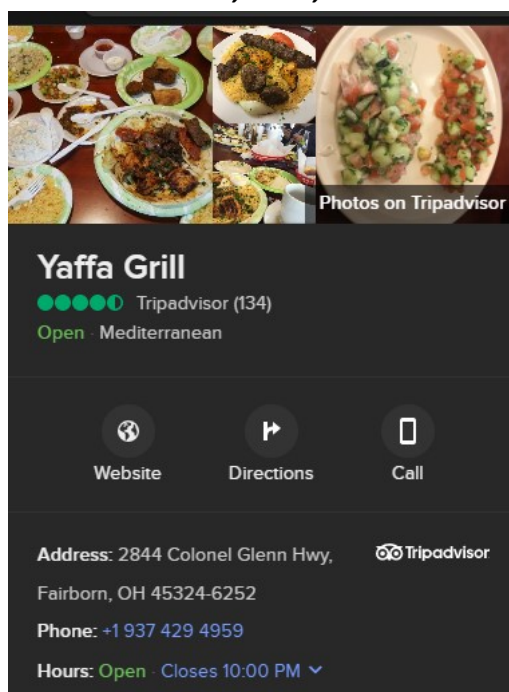 Photos on Tripadvisor
Yaffa Grill
Tripadvisor (134)
Open · Mediterranean
Website
Directions
Call
Address: 2844 Colonel Glenn Hwy,
Tripadvisor
Fairborn, OH 45324-6252
Phone: +1 937 429 4959
Hours: Open · Closes 10:00 PM